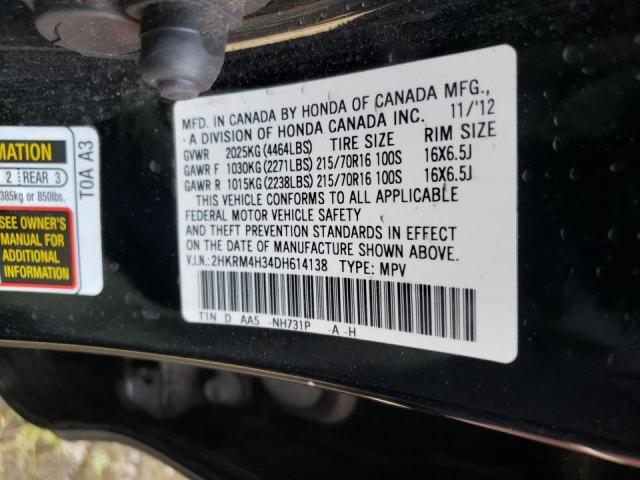 MFD. IN CANADA BY HONDA OF CANADA MFG.,
A DIVISION OF HONDA CANADA INC. 11/'12
GVWR 2025KG(4464LBS) TIRE SIZE RIM SIZE
GAWR F 1030KG(2271LBS) 215/70R16 100S 16X6.5J
GAWR R 1015KG(2238LBS) 215/70R16 100S 16X6.5J
THIS VEHICLE CONFORMS TO ALL APPLICABLE
FEDERAL MOTOR VEHICLE SAFETY
AND THEFT PREVENTION STANDARDS IN EFFECT
ON THE DATE OF MANUFACTURE SHOWN ABOVE.
V.I.N.: 2HKRM4H34DH614138 TYPE: MPV
T1N D AA5 -NH731P -A -H
MATION
2 REAR 3
385kg or 850lbs.
SEE OWNER'S
MANUAL FOR
ADDITIONAL
INFORMATION
T0A A3